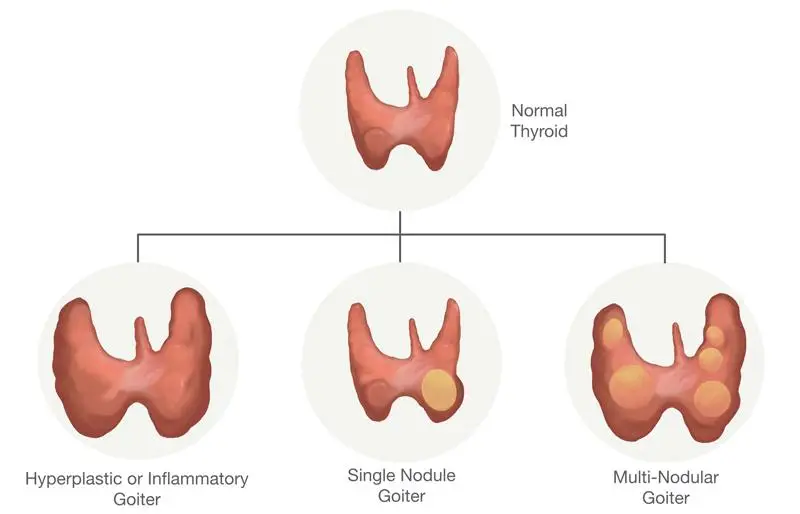 Normal
Thyroid
Hyperplastic or Inflammatory
Goiter
Single Nodule
Goiter
Multi-Nodular
Goiter